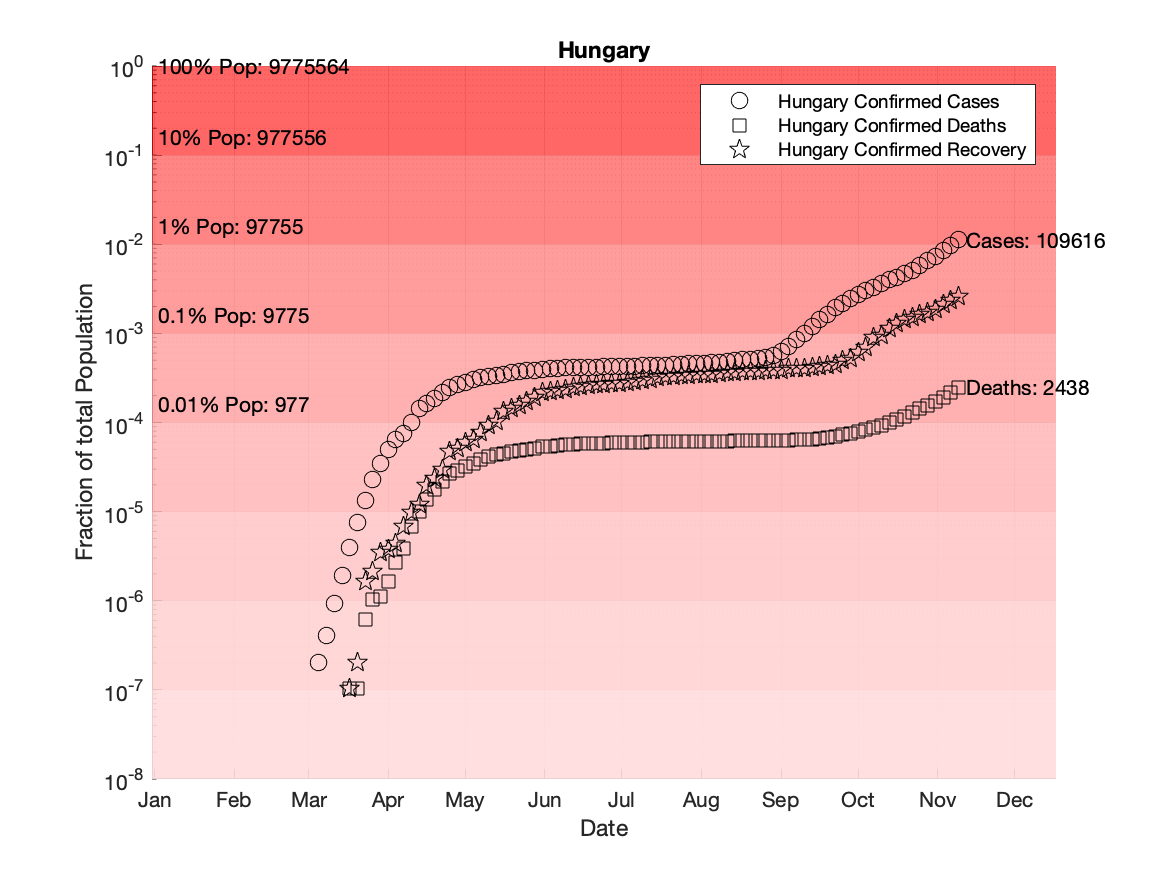 Hungary
10^0
100% Pop: 9775564
Hungary Confirmed Cases
Hungary Confirmed Deaths
Hungary Confirmed Recovery
10% Pop: 977556
10^-1
1% Pop: 97755
10^-2
Cases: 109616
0.1% Pop: 9775
10^-3
Deaths: 2438
0.01% Pop: 977
10^-4
10^-5
10^-6
10^-7
10^-8
Fraction of total Population
Jan Feb Mar Apr May Jun Jul Aug Sep Oct Nov Dec
Date